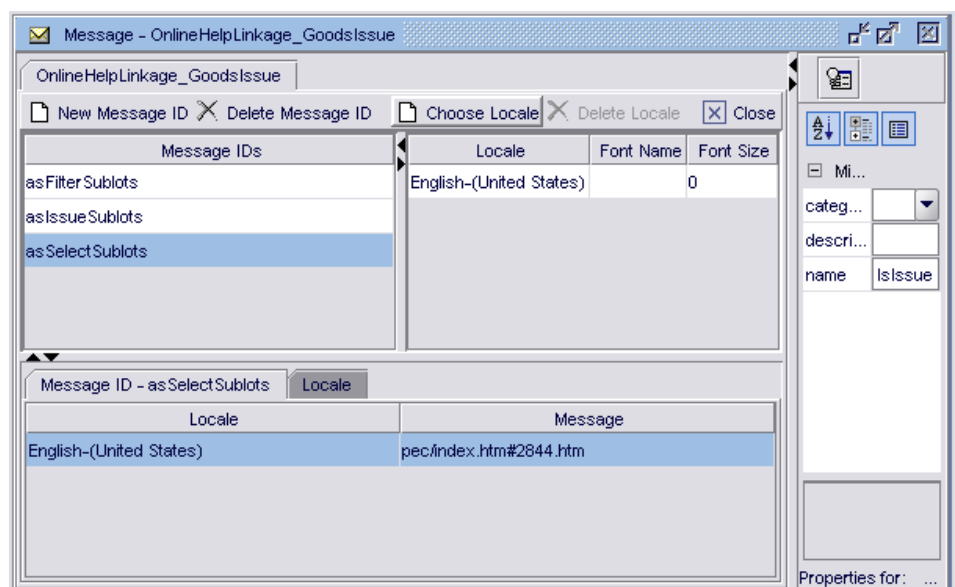 Message - OnlineHelpLinkage_GoodsIssue
OnlineHelpLinkage_GoodsIssue
New Message ID Delete Message ID Choose Locale Delete Locale Close
Message IDs
asFilterSublots
asIssueSublots
asSelectSublots
Locale Font Name Font Size
English-(United States) 0
Message ID - asSelectSublots Locale
Locale Message
English-(United States) pec/index.htm#2844.htm
A Z
Mi...
categ...
descri...
name IsIssue
Properties for: ...